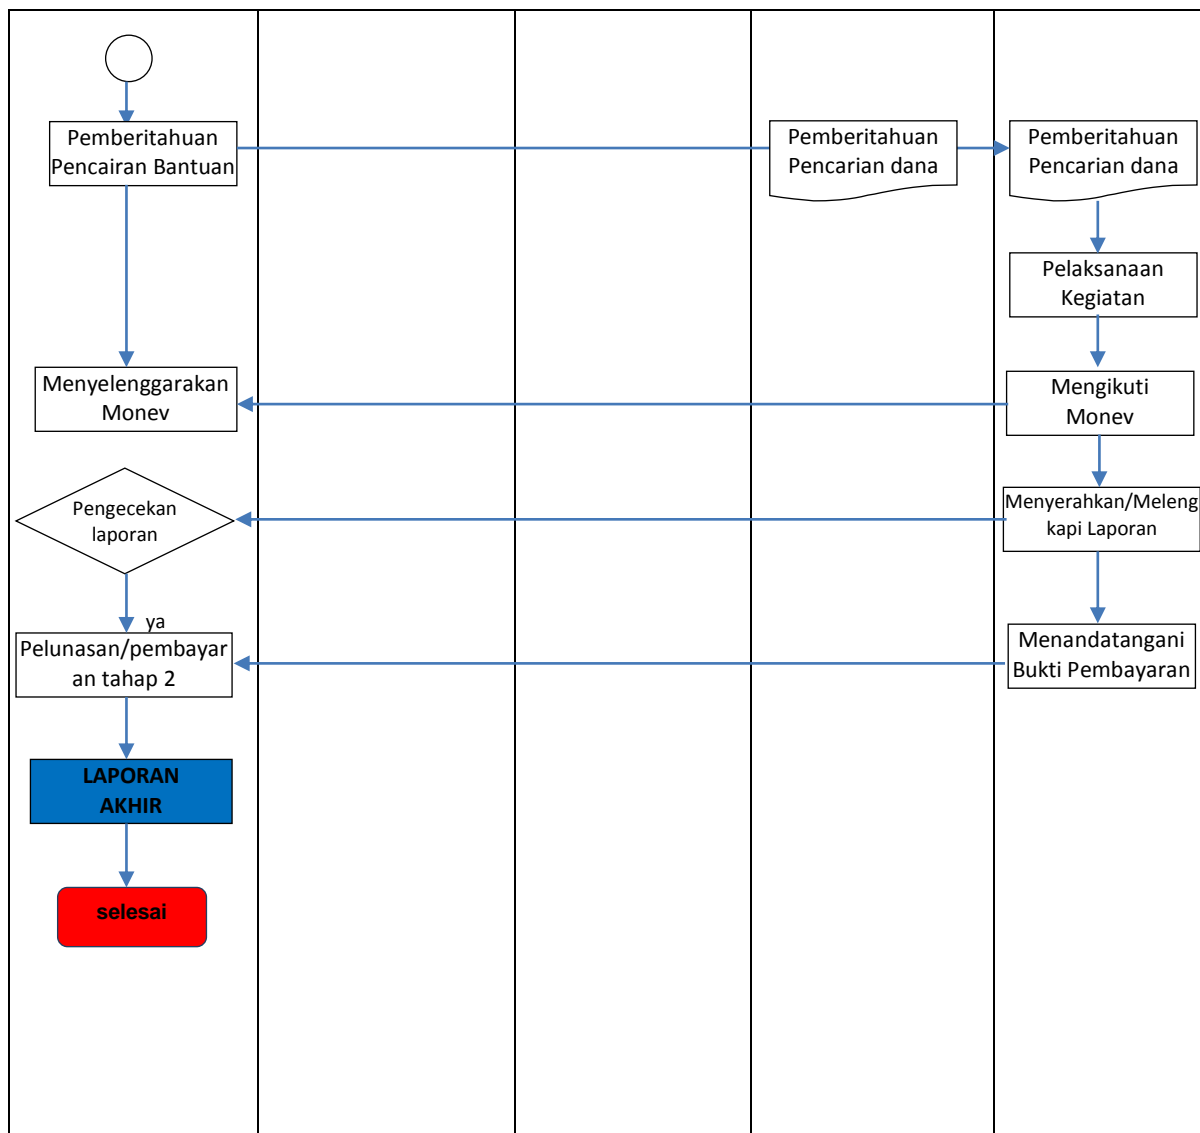 Pemberitahuan
Pencairan Bantuan
Pemberitahuan
Pencarian dana
Pemberitahuan
Pencarian dana
Pelaksanaan
Kegiatan
Menyelenggarakan
Monev
Mengikuti
Monev
Pengecekan
laporan
Menyerahkan/Meleng
kapi Laporan
ya
Pelunasan/pembayar
an tahap 2
Menandatangani
Bukti Pembayaran
LAPORAN
AKHIR
selesai